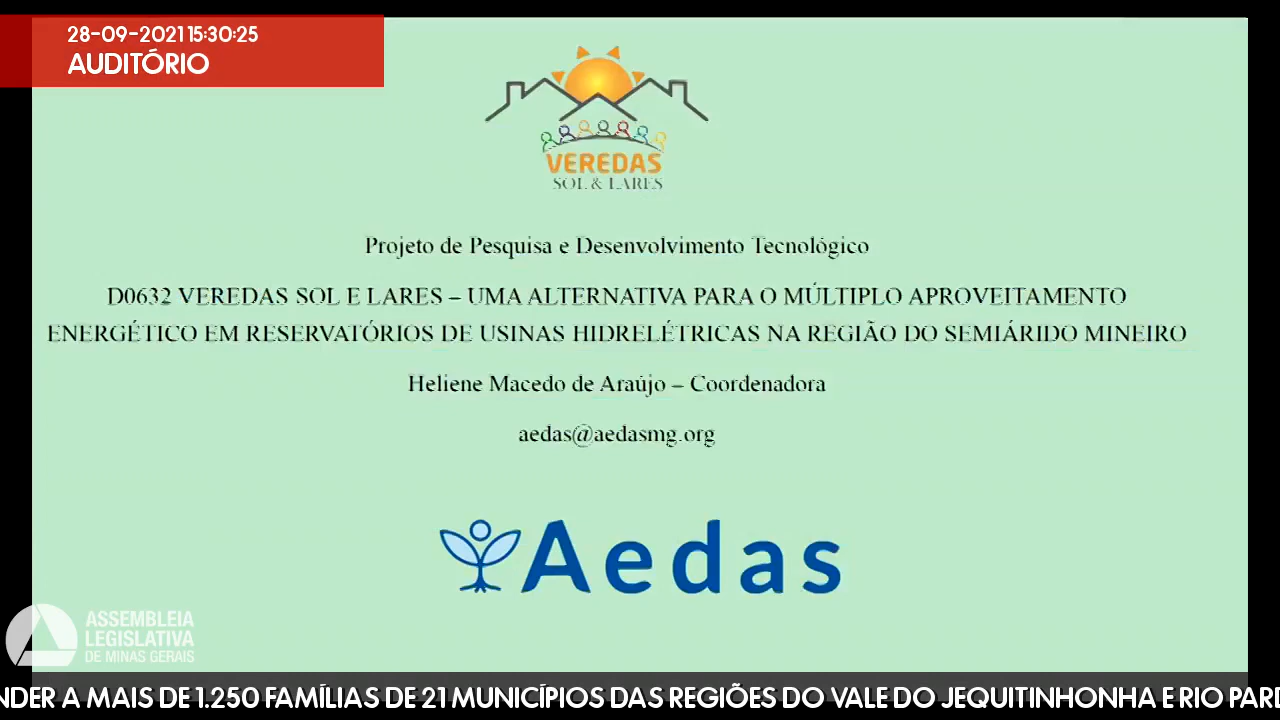 28-09-2021 15:30:25
AUDITÓRIO
VEREDAS
SOL & LARES
Projeto de Pesquisa e Desenvolvimento Tecnológico
D0632 VEREDAS SOL E LARES – UMA ALTERNATIVA PARA O MÚLTIPLO APROVEITAMENTO
ENERGÉTICO EM RESERVATÓRIOS DE USINAS HIDRELÉTRICAS NA REGIÃO DO SEMIÁRIDO MINEIRO
Heliene Macedo de Araújo – Coordenadora
aedas@aedasmg.org
Aedas
ASSEMBLEIA
LEGISLATIVA
DE MINAS GERAIS
NDER A MAIS DE 1.250 FAMÍLIAS DE 21 MUNICÍPIOS DAS REGIÕES DO VALE DO JEQUITINHONHA E RIO PARD